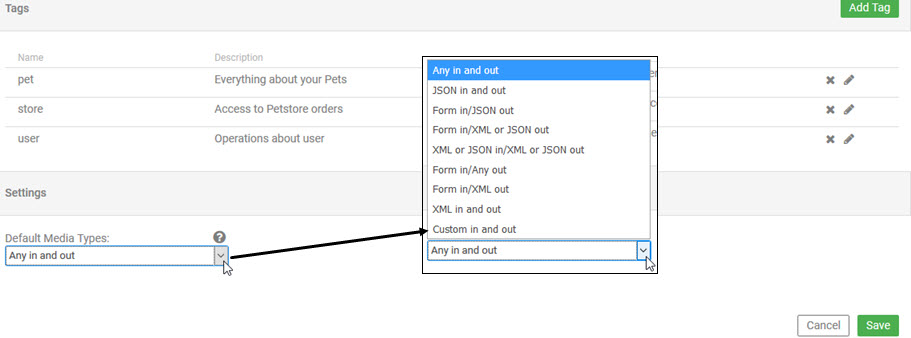 Tags
Add Tag
Name Description
pet Everything about your Pets
store Access to Petstore orders
user Operations about user
Any in and out
JSON in and out
Form in/JSON out
Form in/XML or JSON out
XML or JSON in/XML or JSON out
Form in/Any out
Form in/XML out
XML in and out
Custom in and out
Any in and out
Settings
Default Media Types: ?
Any in and out
Cancel Save